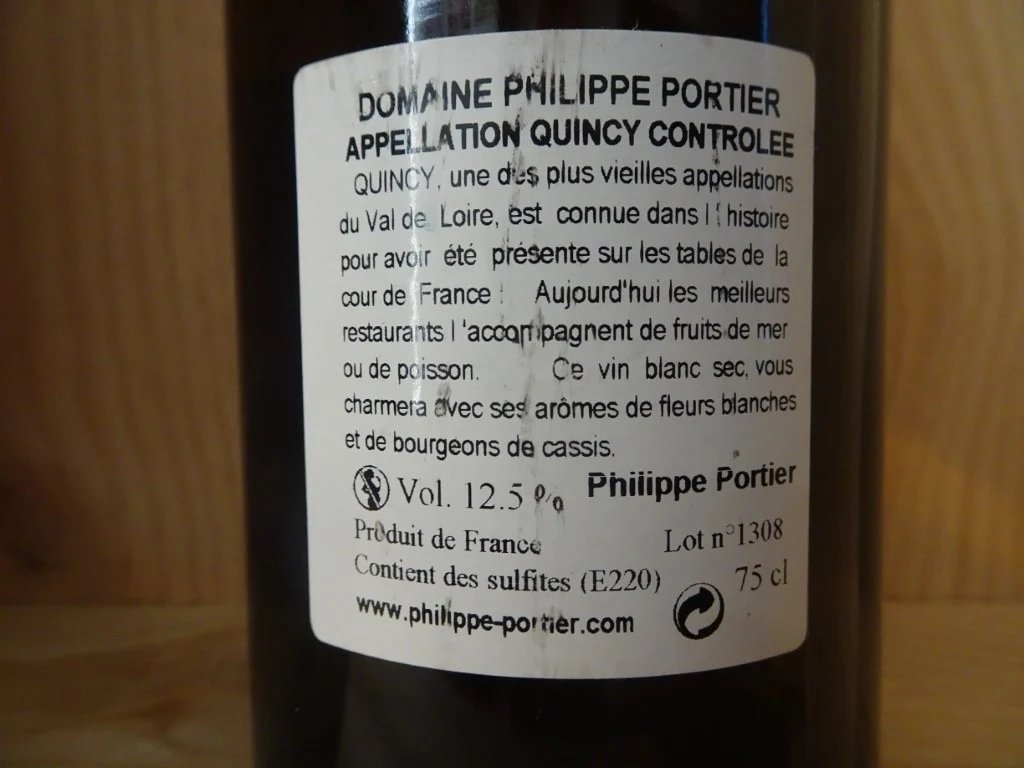 DOMAINE PHILIPPE PORTIER
APPELLATION QUINCY CONTROLEE
QUINCY, une des plus vieilles appellations
du Val de Loire, est connue dans l' histoire
pour avoir été présente sur les tables de la
cour de France : Aujourd'hui les meilleurs
restaurants l 'accompagnent de fruits de mer
ou de poisson. Ce vin blanc sec, vous
charmera avec ses arômes de fleurs blanches
et de bourgeons de cassis.
Vol. 12.5 % Philippe Portier
Produit de France Lot n°1308
Contient des sulfites (E220) 75 cl
www.philippe-portier.com